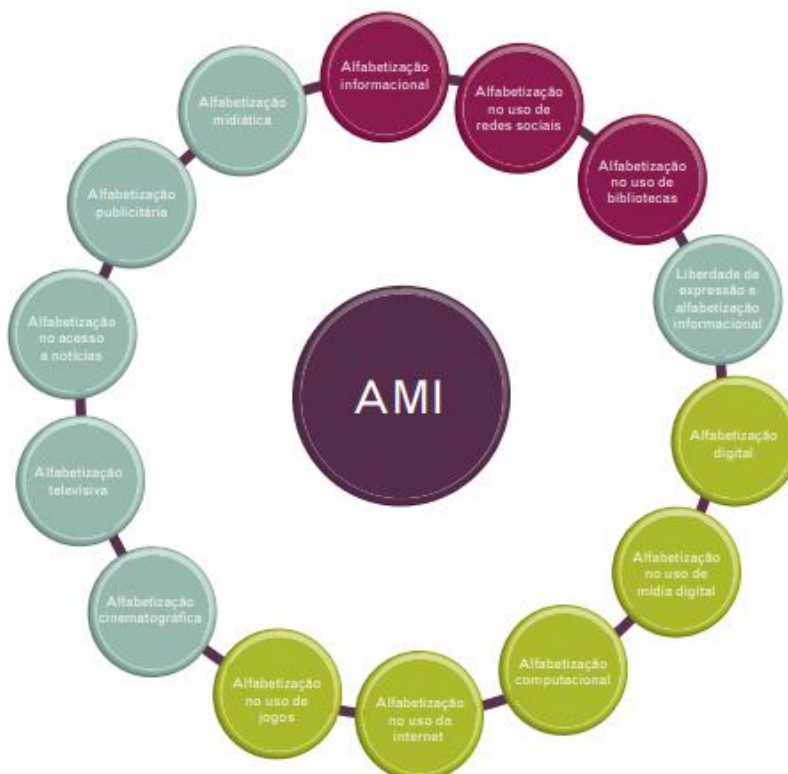 Alfabetização
informacional
Alfabetização
no uso de
redes sociais
Alfabetização
no uso de
bibliotecas
Liberdade de
expressão e
alfabetização
informacional
Alfabetização
digital
Alfabetização
no uso de
mídia digital
Alfabetização
computacional
Alfabetização
no uso da
internet
Alfabetização
no uso de
jogos
Alfabetização
cinematográfica
Alfabetização
televisiva
Alfabetização
no acesso
a notícias
Alfabetização
publicitária
Alfabetização
midiática
AMI